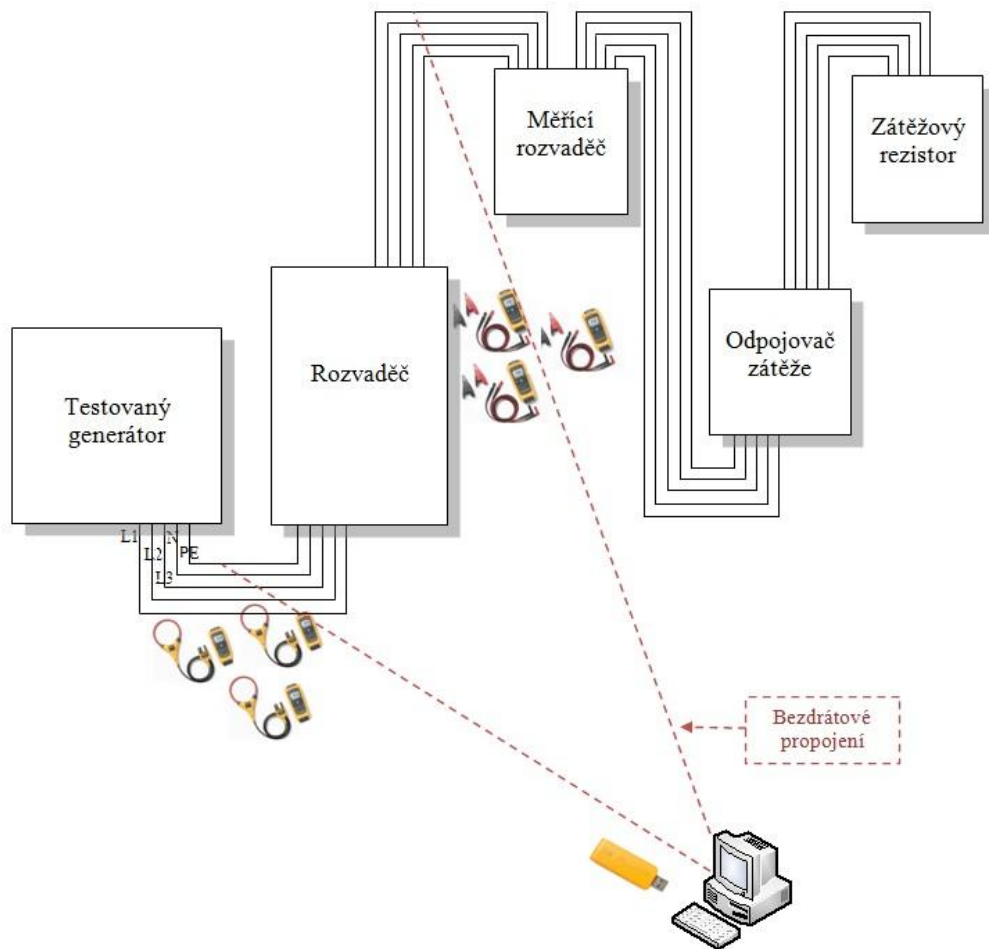 Měřící
rozvaděč
Zátěžový
rezistor
Testovaný
generátor
Rozvaděč
Odpojovač
zátěže
L1
N
L2
PE
L3
Bezdrátové
propojení